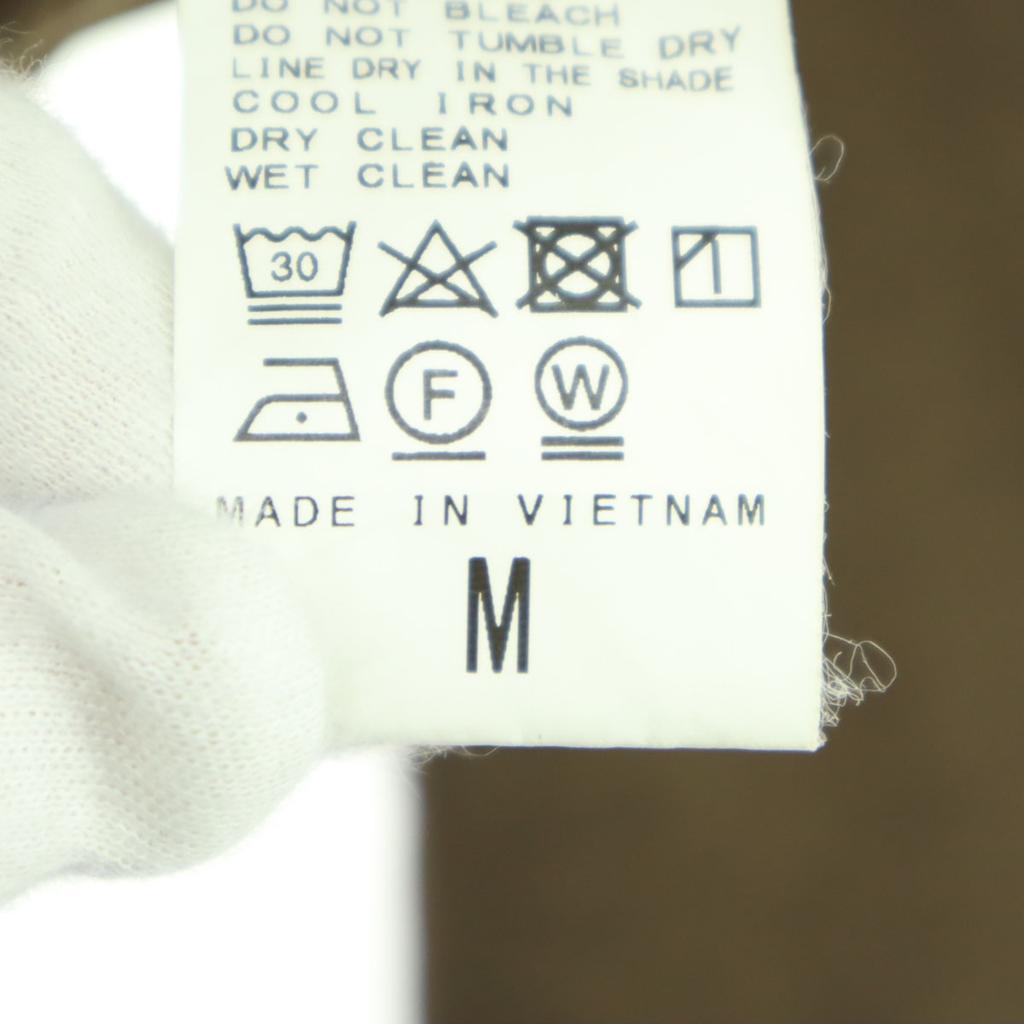 DO NOT BLEACH
DO NOT TUMBLE DRY
LINE DRY IN THE SHADE
COOL IRON
DRY CLEAN
WET CLEAN
30
F W
MADE IN VIETNAM
M